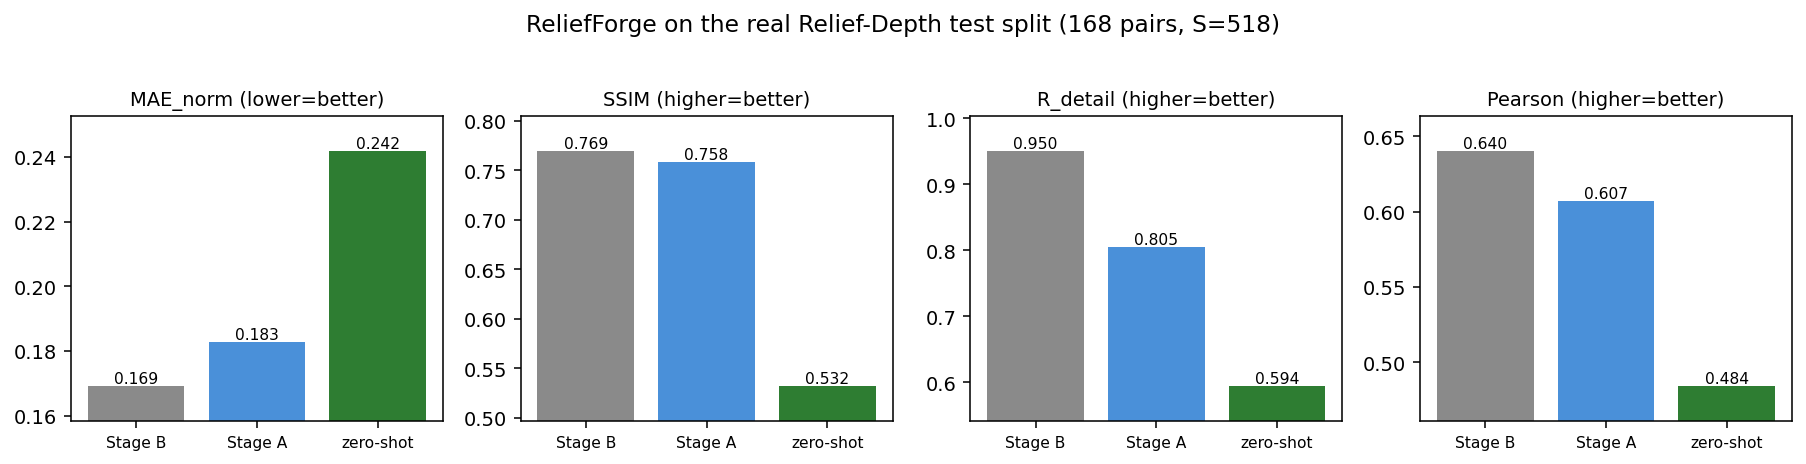 ReliefForge on the real Relief-Depth test split (168 pairs, S=518)
MAE_norm (lower=better)
0.24
0.22
0.20
0.18
0.16
0.169
0.183
0.242
Stage B
Stage A
zero-shot
SSIM (higher=better)
0.80
0.75
0.70
0.65
0.60
0.55
0.50
0.769
0.758
0.532
Stage B
Stage A
zero-shot
R_detail (higher=better)
1.0
0.9
0.8
0.7
0.6
0.950
0.805
0.594
Stage B
Stage A
zero-shot
Pearson (higher=better)
0.65
0.60
0.55
0.50
0.640
0.607
0.484
Stage B
Stage A
zero-shot